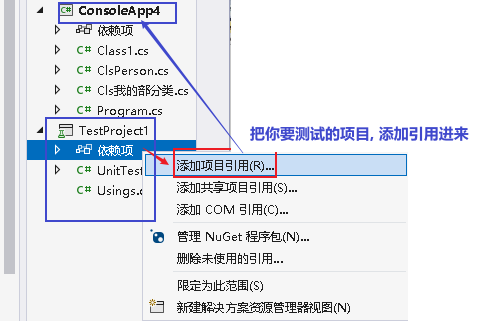 ConsoleApp4
依赖项
C# Class1.cs
C# ClsPerson.cs
C# Cls我的部分类.cs
C# Program.cs
TestProject1
依赖项
C# UnitTes
C# Usings.c
把你要测试的项目, 添加引用进来
添加项目引用(R)...
添加共享项目引用(S)...
添加 COM 引用(C)...
管理 NuGet 程序包(N)...
删除未使用的引用...
限定为此范围(S)
新建解决方案资源管理器视图(N)